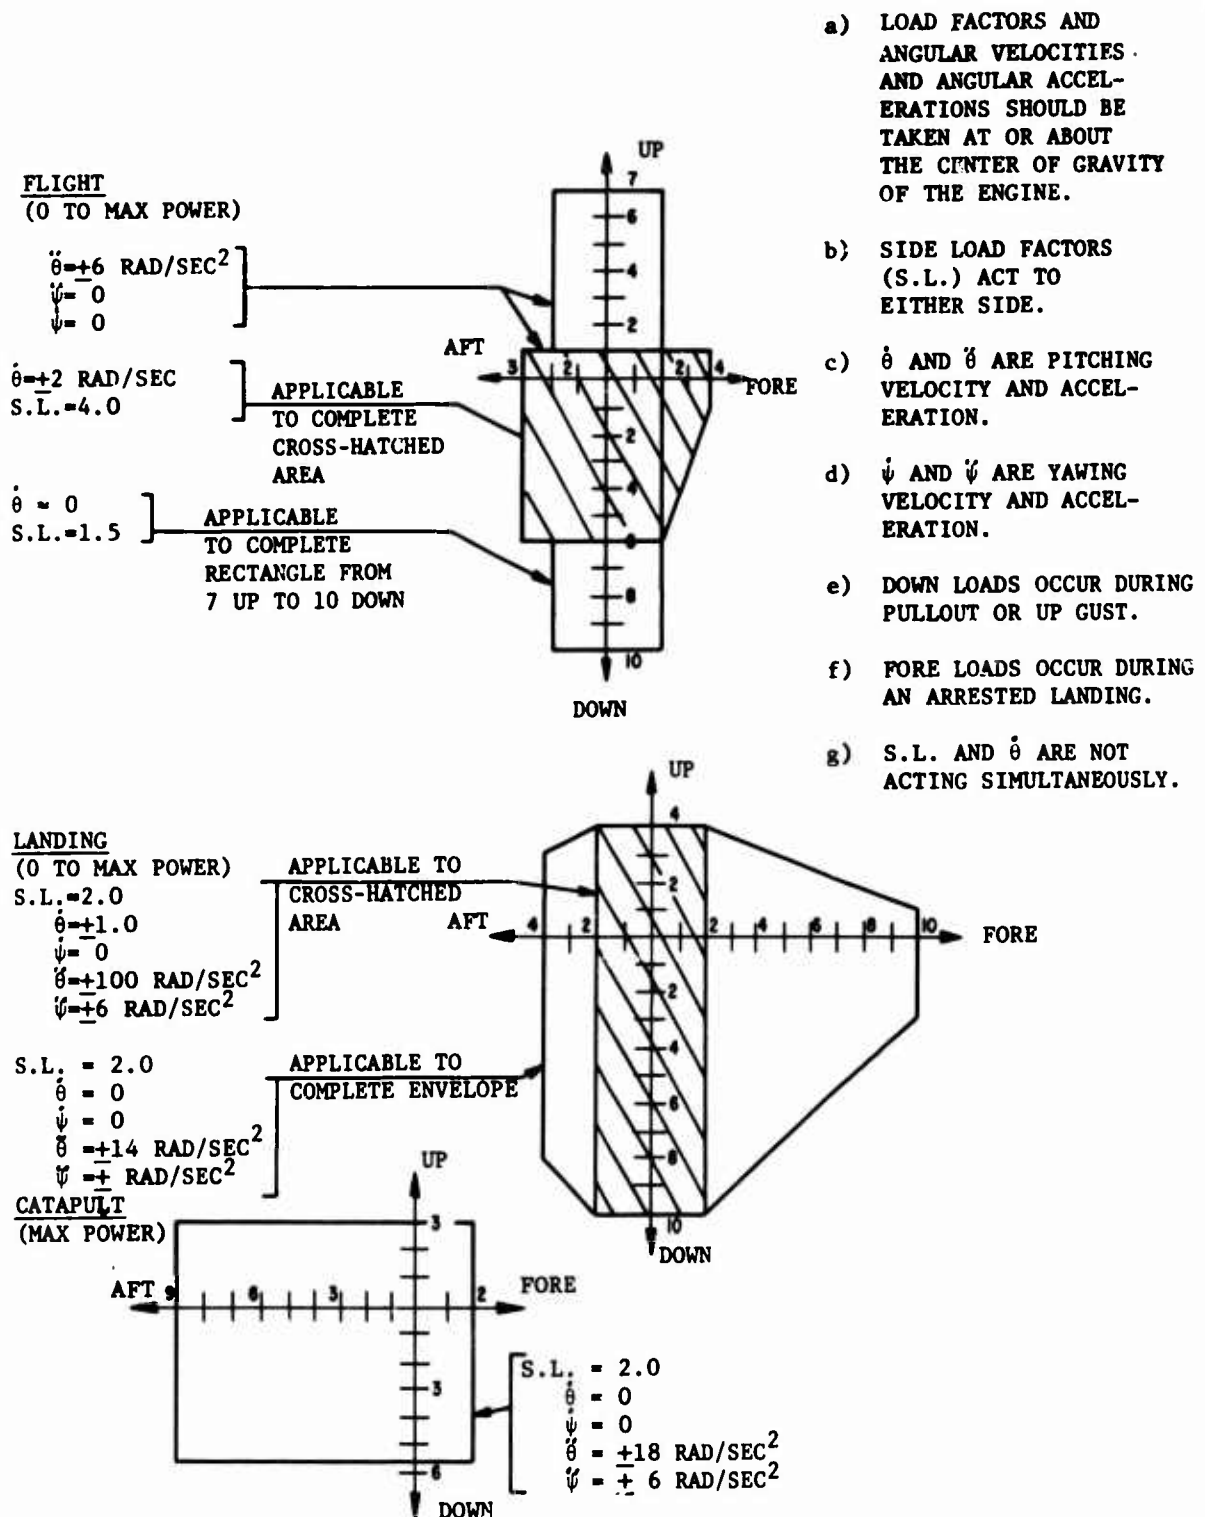 a) LOAD FACTORS AND
ANGULAR VELOCITIES
AND ANGULAR ACCEL-
ERATIONS SHOULD BE
TAKEN AT OR ABOUT
THE CENTER OF GRAVITY
OF THE ENGINE.
b) SIDE LOAD FACTORS
(S.L.) ACT TO
EITHER SIDE.
c) θ̇ AND θ̈ ARE PITCHING
VELOCITY AND ACCEL-
ERATION.
d) ψ̇ AND ψ̈ ARE YAWING
VELOCITY AND ACCEL-
ERATION.
e) DOWN LOADS OCCUR DURING
PULLOUT OR UP GUST.
f) FORE LOADS OCCUR DURING
AN ARRESTED LANDING.
g) S.L. AND θ̇ ARE NOT
ACTING SIMULTANEOUSLY.
FLIGHT
(0 TO MAX POWER)
θ̈=±6 RAD/SEC²
ψ̈= 0
ψ̇= 0
θ̇=±2 RAD/SEC
S.L.=4.0
APPLICABLE
TO COMPLETE
CROSS-HATCHED
AREA
θ̇ = 0
S.L.=1.5
APPLICABLE
TO COMPLETE
RECTANGLE FROM
7 UP TO 10 DOWN
UP
7
6
4
2
AFT
3 2 2 4
FORE
2
4
6
8
10
DOWN
LANDING
(0 TO MAX POWER)
S.L.=2.0
θ̇=±1.0
ψ̇= 0
θ̈=±100 RAD/SEC²
ψ̈=±6 RAD/SEC²
APPLICABLE TO
CROSS-HATCHED
AREA
S.L. = 2.0
θ̇ = 0
ψ̇ = 0
θ̈ =±14 RAD/SEC²
ψ̈ =± RAD/SEC²
APPLICABLE TO
COMPLETE ENVELOPE
UP
4
2
AFT
4 2 2 4 6 8 10
FORE
2
4
6
8
10
DOWN
CATAPULT
(MAX POWER)
UP
3
AFT
9 6 3 2
FORE
3
6
DOWN
S.L. = 2.0
θ̇ = 0
ψ̇ = 0
θ̈ = ±18 RAD/SEC²
ψ̈ = ± 6 RAD/SEC²